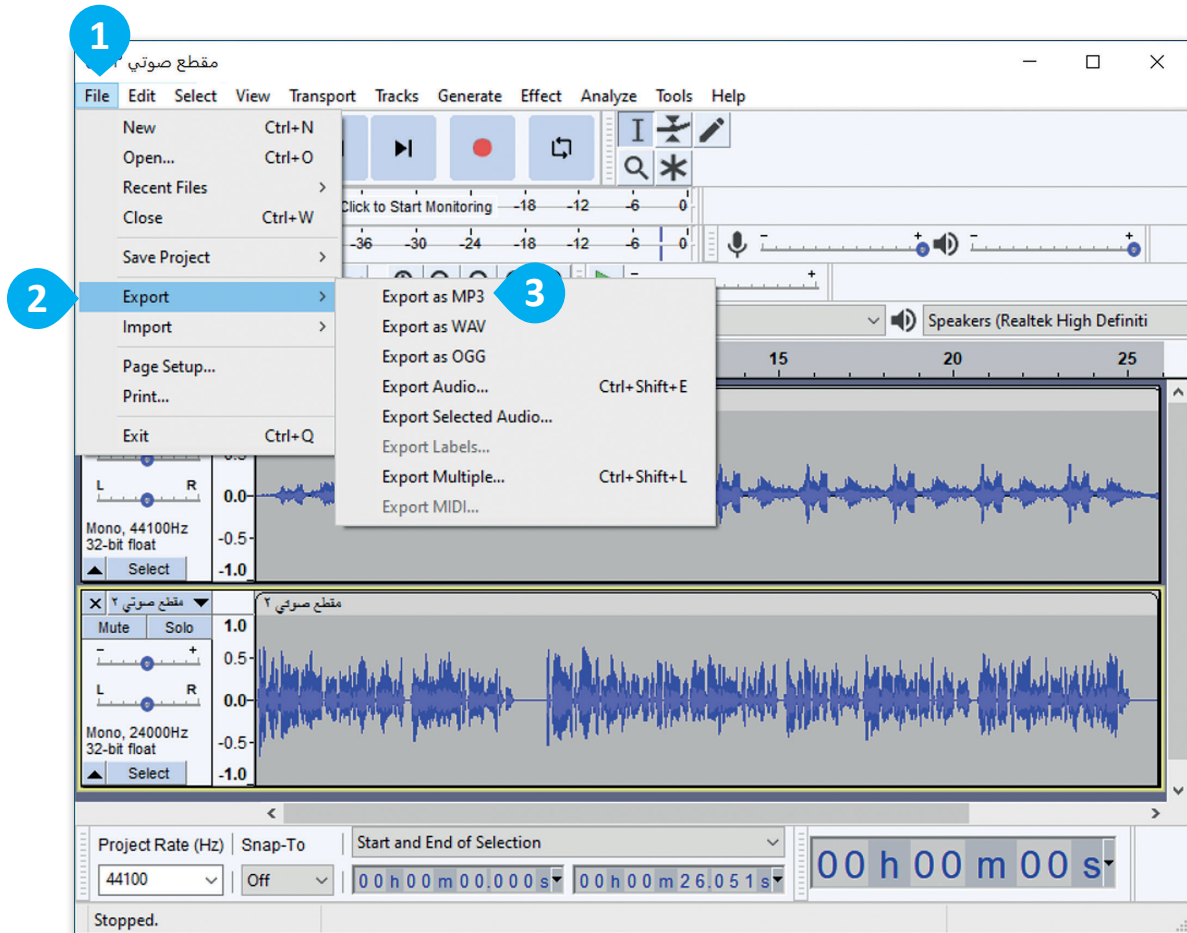 1
مقطع صوتي
File Edit Select View Transport Tracks Generate Effect Analyze Tools Help
New Ctrl+N
Open... Ctrl+O
Recent Files
Close Ctrl+W
Save Project
2
Export
Import
Page Setup...
Print...
Exit Ctrl+Q
Click to Start Monitoring -18 -12 -6 0
-36 -30 -24 -18 -12 -6 0
Export as MP3
3
Export as WAV
Export as OGG
Export Audio... Ctrl+Shift+E
Export Selected Audio...
Export Labels...
Export Multiple... Ctrl+Shift+L
Export MIDI...
Speakers (Realtek High Definiti
15 20 25
L R
0.0
Mono, 44100Hz
32-bit float
-0.5
Select
-1.0
مقطع صوتي ٢
مقطع صوتي ٢
Mute Solo
1.0
0.5
L R
0.0
Mono, 24000Hz
32-bit float
-0.5
Select
-1.0
Project Rate (Hz) Snap-To Start and End of Selection
44100 Off 00h00m00.000s 00h00m26.051s
00h00m00s
Stopped.